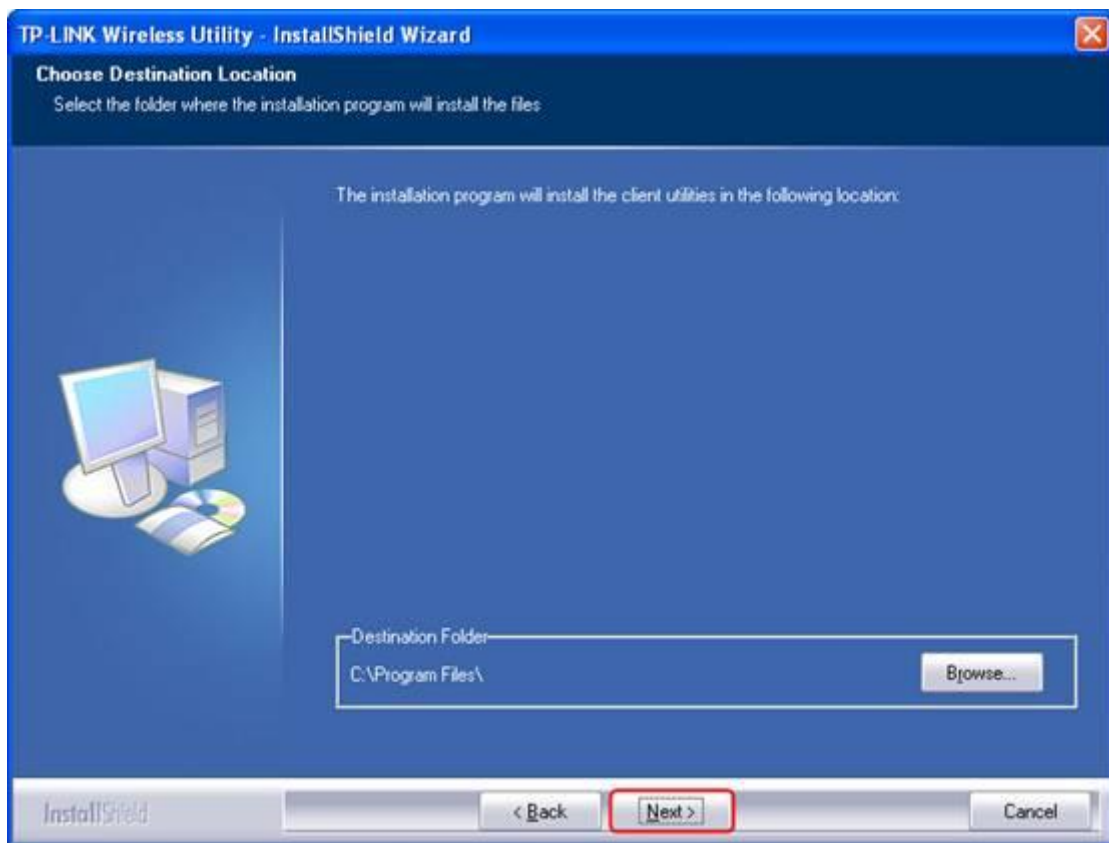 TP-LINK Wireless Utility - InstallShield Wizard
Choose Destination Location
Select the folder where the installation program will install the files
The installation program will install the client utilities in the following location:
Destination Folder
C:\Program Files\
Browse...
InstallShield
< Back
Next >
Cancel